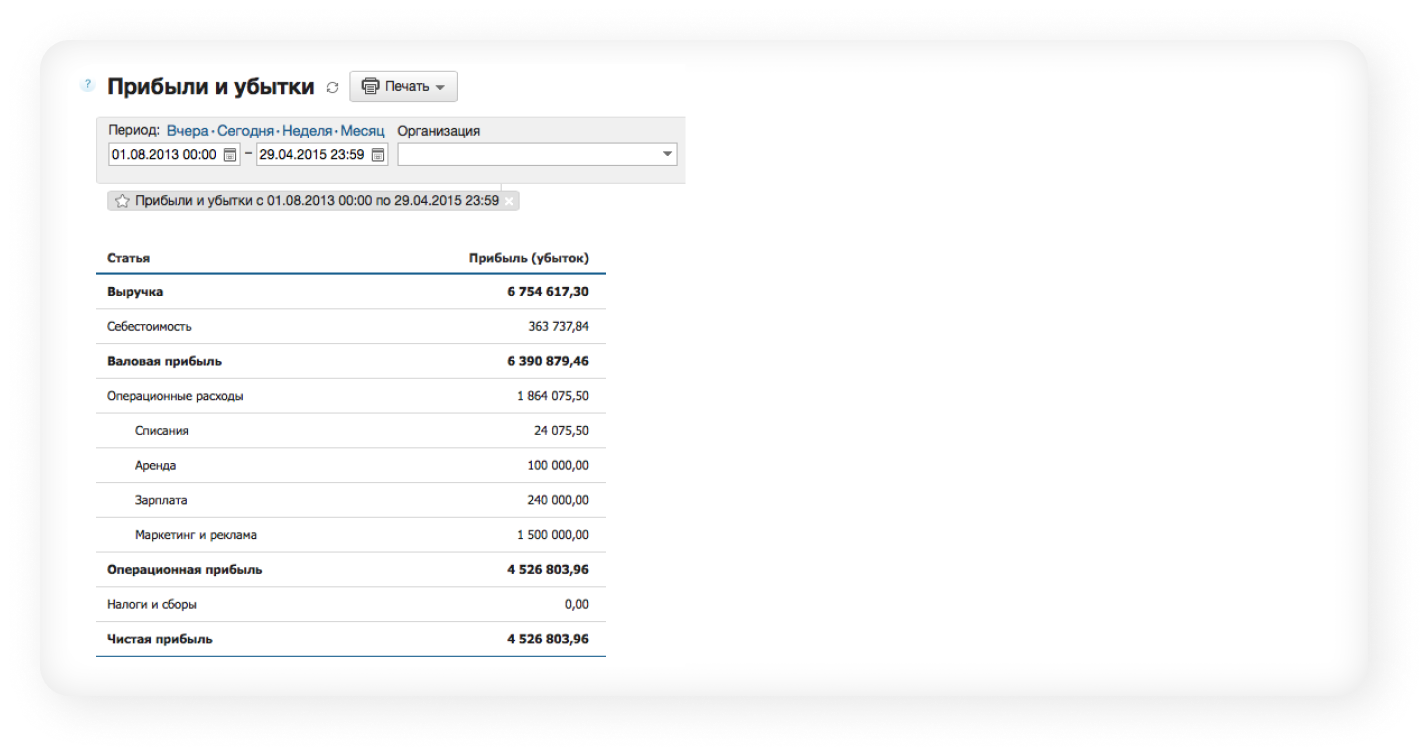 ? Прибыли и убытки Печать
Период: Вчера · Сегодня · Неделя · Месяц Организация
01.08.2013 00:00 – 29.04.2015 23:59
Прибыли и убытки с 01.08.2013 00:00 по 29.04.2015 23:59
Статья Прибыль (убыток)
Выручка 6 754 617,30
Себестоимость 363 737,84
Валовая прибыль 6 390 879,46
Операционные расходы 1 864 075,50
Списания 24 075,50
Аренда 100 000,00
Зарплата 240 000,00
Маркетинг и реклама 1 500 000,00
Операционная прибыль 4 526 803,96
Налоги и сборы 0,00
Чистая прибыль 4 526 803,96